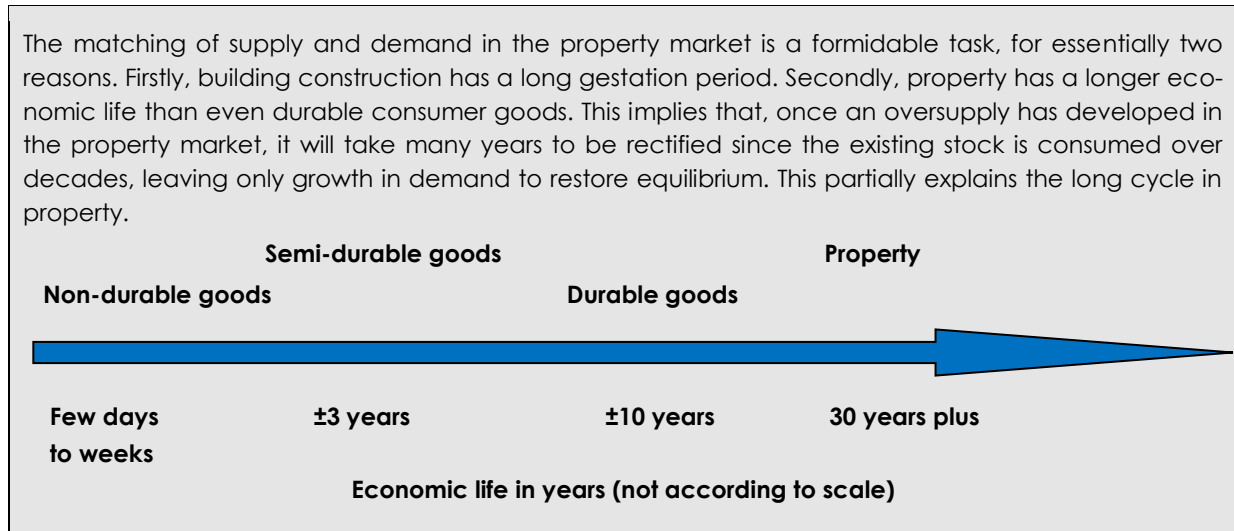 The matching of supply and demand in the property market is a formidable task, for essentially two
reasons. Firstly, building construction has a long gestation period. Secondly, property has a longer eco-
nomic life than even durable consumer goods. This implies that, once an oversupply has developed in
the property market, it will take many years to be rectified since the existing stock is consumed over
decades, leaving only growth in demand to restore equilibrium. This partially explains the long cycle in
property.
Semi-durable goods Property
Non-durable goods Durable goods
Few days ±3 years ±10 years 30 years plus
to weeks
Economic life in years (not according to scale)